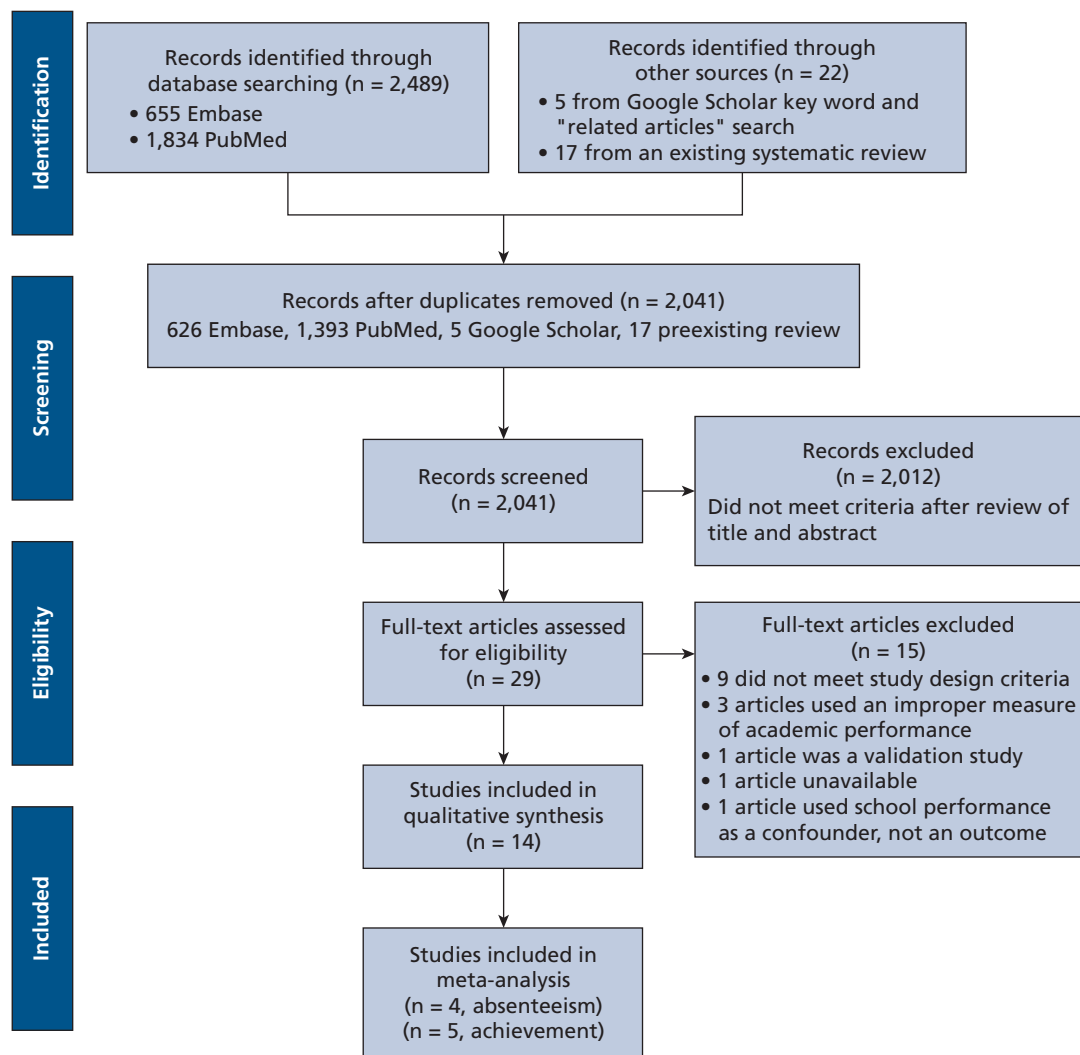 Identification
Records identified through
database searching (n = 2,489)
• 655 Embase
• 1,834 PubMed
Records identified through
other sources (n = 22)
• 5 from Google Scholar key word and
"related articles" search
• 17 from an existing systematic review
Screening
Records after duplicates removed (n = 2,041)
626 Embase, 1,393 PubMed, 5 Google Scholar, 17 preexisting review
Records screened
(n = 2,041)
Records excluded
(n = 2,012)
Did not meet criteria after review of
title and abstract
Eligibility
Full-text articles assessed
for eligibility
(n = 29)
Full-text articles excluded
(n = 15)
• 9 did not meet study design criteria
• 3 articles used an improper measure
of academic performance
• 1 article was a validation study
• 1 article unavailable
• 1 article used school performance
as a confounder, not an outcome
Included
Studies included in
qualitative synthesis
(n = 14)
Studies included in
meta-analysis
(n = 4, absenteeism)
(n = 5, achievement)